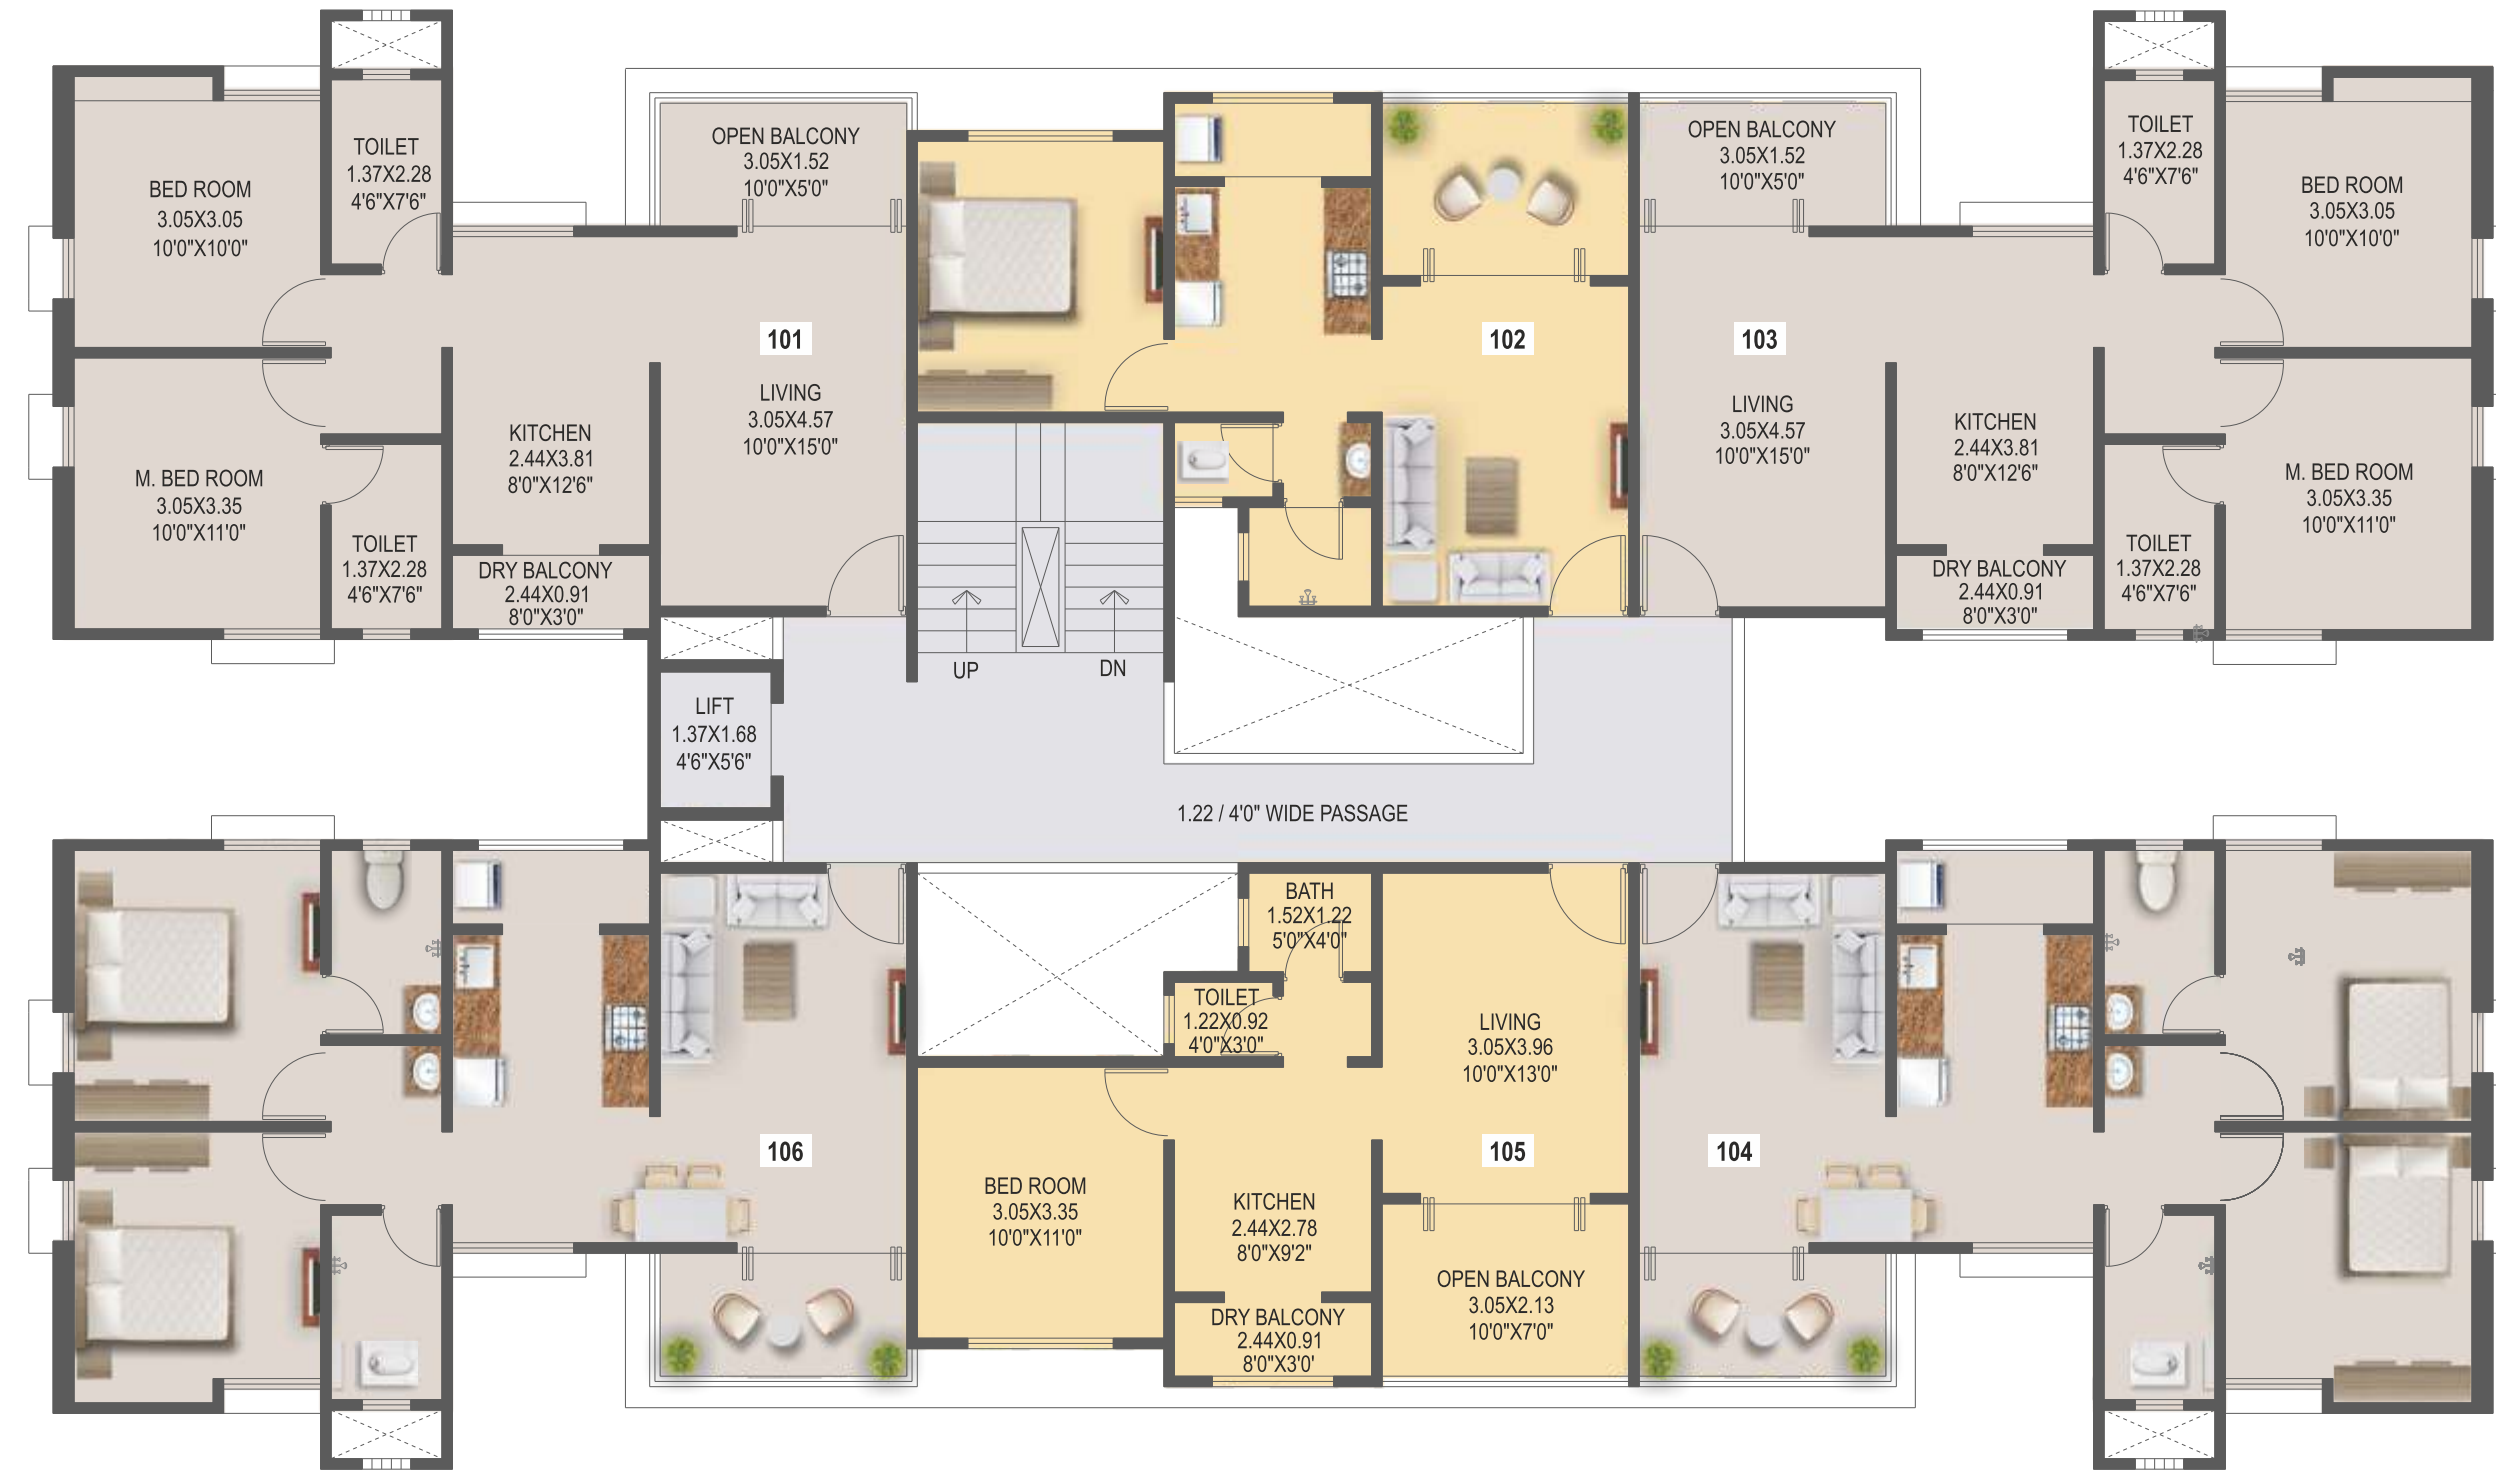 BED ROOM
3.05X3.05
10'0"X10'0"
TOILET
1.37X2.28
4'6"X7'6"
OPEN BALCONY
3.05X1.52
10'0"X5'0"
101
LIVING
3.05X4.57
10'0"X15'0"
KITCHEN
2.44X3.81
8'0"X12'6"
M. BED ROOM
3.05X3.35
10'0"X11'0"
TOILET
1.37X2.28
4'6"X7'6"
DRY BALCONY
2.44X0.91
8'0"X3'0"
102
OPEN BALCONY
3.05X1.52
10'0"X5'0"
103
LIVING
3.05X4.57
10'0"X15'0"
KITCHEN
2.44X3.81
8'0"X12'6"
DRY BALCONY
2.44X0.91
8'0"X3'0"
TOILET
1.37X2.28
4'6"X7'6"
BED ROOM
3.05X3.05
10'0"X10'0"
M. BED ROOM
3.05X3.35
10'0"X11'0"
TOILET
1.37X2.28
4'6"X7'6"
UP
DN
LIFT
1.37X1.68
4'6"X5'6"
1.22 / 4'0" WIDE PASSAGE
106
BATH
1.52X1.22
5'0"X4'0"
TOILET
1.22X0.92
4'0"X3'0"
LIVING
3.05X3.96
10'0"X13'0"
105
BED ROOM
3.05X3.35
10'0"X11'0"
KITCHEN
2.44X2.78
8'0"X9'2"
DRY BALCONY
2.44X0.91
8'0"X3'0'
OPEN BALCONY
3.05X2.13
10'0"X7'0"
104